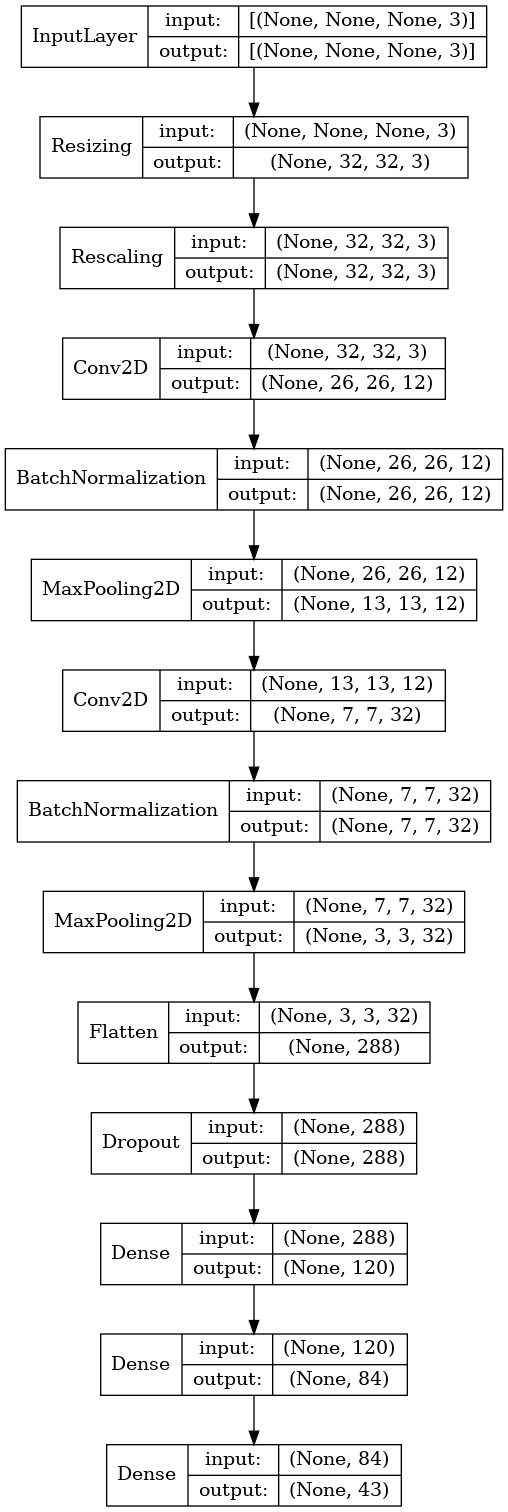 InputLayer input: [(None, None, None, 3)]
output: [(None, None, None, 3)]
Resizing input: (None, None, None, 3)
output: (None, 32, 32, 3)
Rescaling input: (None, 32, 32, 3)
output: (None, 32, 32, 3)
Conv2D input: (None, 32, 32, 3)
output: (None, 26, 26, 12)
BatchNormalization input: (None, 26, 26, 12)
output: (None, 26, 26, 12)
MaxPooling2D input: (None, 26, 26, 12)
output: (None, 13, 13, 12)
Conv2D input: (None, 13, 13, 12)
output: (None, 7, 7, 32)
BatchNormalization input: (None, 7, 7, 32)
output: (None, 7, 7, 32)
MaxPooling2D input: (None, 7, 7, 32)
output: (None, 3, 3, 32)
Flatten input: (None, 3, 3, 32)
output: (None, 288)
Dropout input: (None, 288)
output: (None, 288)
Dense input: (None, 288)
output: (None, 120)
Dense input: (None, 120)
output: (None, 84)
Dense input: (None, 84)
output: (None, 43)